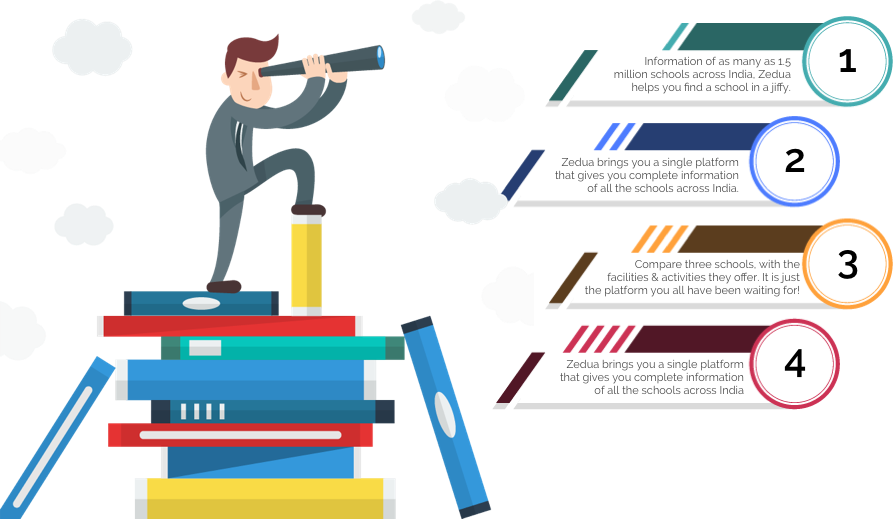 1
Information of as many as 1.5
million schools across India, Zedua
helps you find a school in a jiffy.
2
Zedua brings you a single platform
that gives you complete information
of all the schools across India.
3
Compare three schools, with the
facilities & activities they offer. It is just
the platform you all have been waiting for!
4
Zedua brings you a single platform
that gives you complete information
of all the schools across India